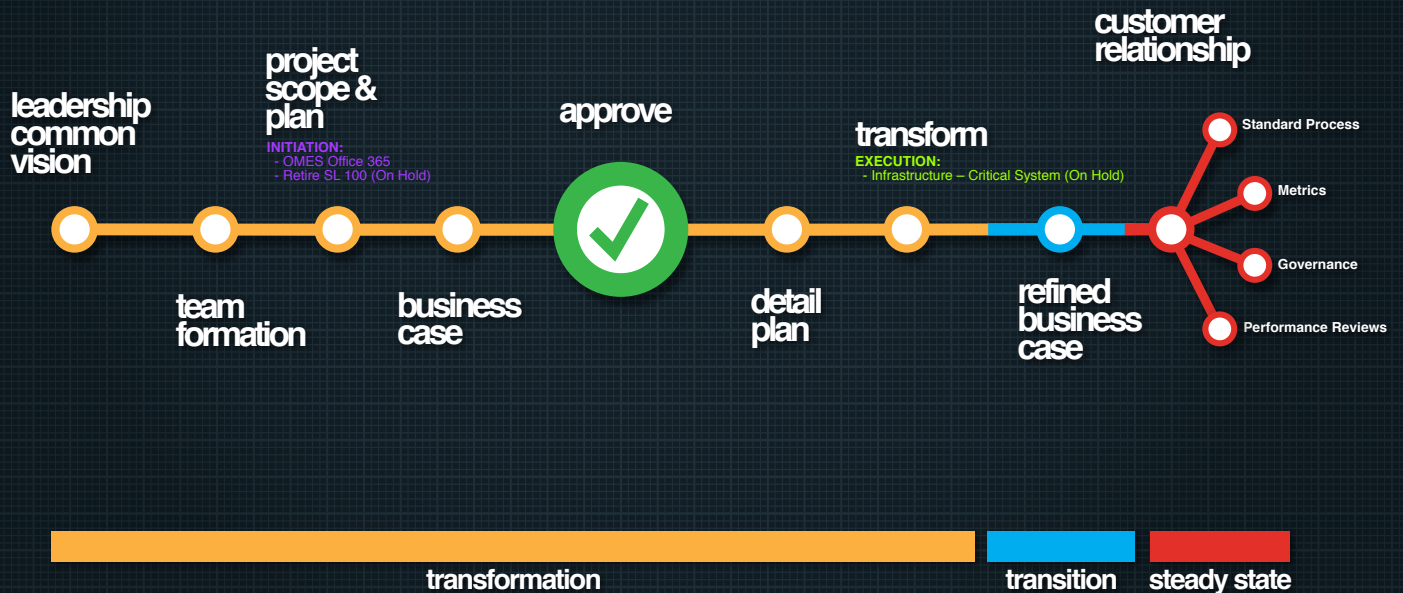 leadership
common
vision
team
formation
project
scope &
plan
INITIATION:
- OMES Office 365
- Retire SL 100 (On Hold)
business
case
approve
detail
plan
transform
EXECUTION:
- Infrastructure – Critical System (On Hold)
refined
business
case
customer
relationship
Standard Process
Metrics
Governance
Performance Reviews
transformation
transition
steady state